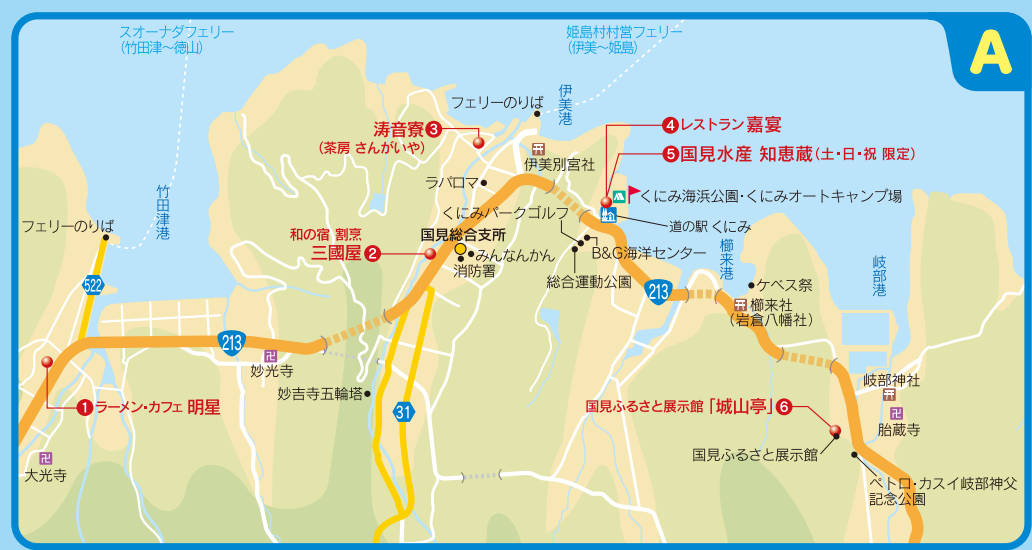 スオーナダフェリー
(竹田津~徳山)
姫島村村営フェリー
(伊美~姫島)
A
フェリーのりば
伊美港
涛音寮❸
(茶房 さんがいや)
❹レストラン 嘉宴
❺国見水産 知恵蔵(土・日・祝 限定)
伊美別宮社
ラパロマ
竹田津港
くにみ海浜公園・くにみオートキャンプ場
くにみパークゴルフ
道の駅 くにみ
フェリーのりば
和の宿 割烹
三國屋❷
国見総合支所
みんなんかん
消防署
B&G海洋センター
総合運動公園
櫛来港
岐部港
522
213
ケベス祭
櫛来社
(岩倉八幡社)
213
妙光寺
妙吉寺五輪塔
岐部神社
❶ラーメン・カフェ 明星
31
国見ふるさと展示館「城山亭」❻
胎蔵寺
国見ふるさと展示館
大光寺
ペトロ・カスイ岐部神父
記念公園